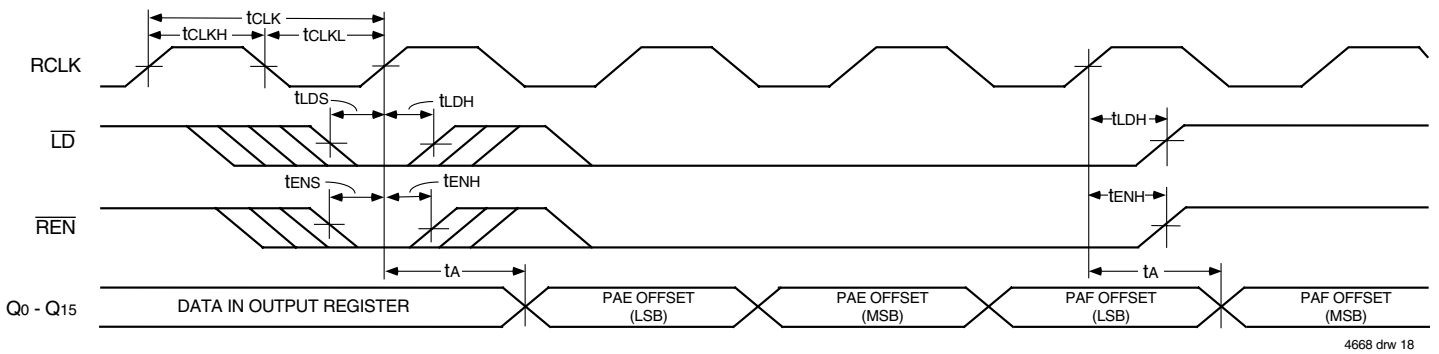 tCLK
tCLKH
tCLKL
RCLK
tLDS
tLDH
tLDH
LD
tENS
tENH
tENH
REN
tA
tA
Q0 - Q15
DATA IN OUTPUT REGISTER
PAE OFFSET
(LSB)
PAE OFFSET
(MSB)
PAF OFFSET
(LSB)
PAF OFFSET
(MSB)
4668 drw 18